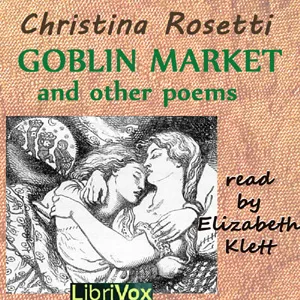 Christina Rosetti
GOBLIN MARKET
and other poems
read
by
Elizabeth
Klett
LibriVox